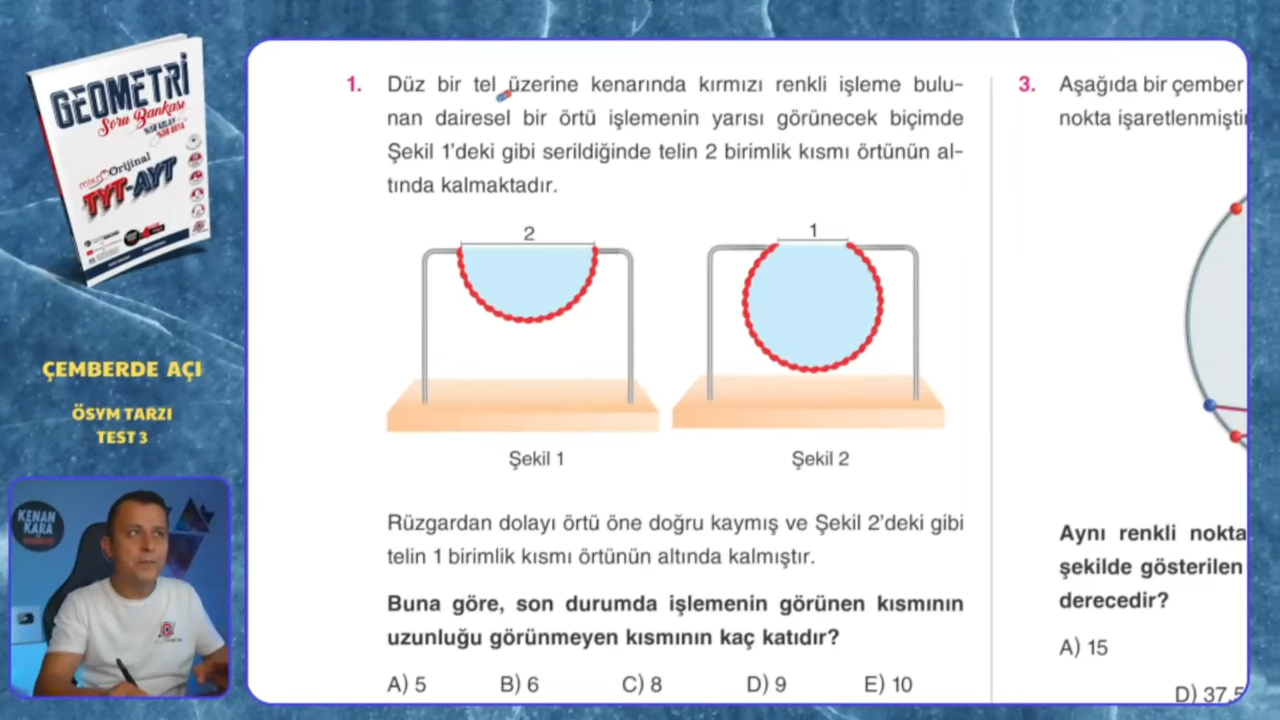 GEOMETRİ
Soru Bankası
%50 KOLAY
%50 ORTA
mikro Orijinal
TYT-AYT
ÇEMBERDE AÇI
ÖSYM TARZI
TEST 3
KENAN
KARA
1. Düz bir tel üzerine kenarında kırmızı renkli işleme bulu-
nan dairesel bir örtü işlemenin yarısı görünecek biçimde
Şekil 1'deki gibi serildiğinde telin 2 birimlik kısmı örtünün al-
tında kalmaktadır.
2
1
Şekil 1
Şekil 2
Rüzgardan dolayı örtü öne doğru kaymış ve Şekil 2'deki gibi
telin 1 birimlik kısmı örtünün altında kalmıştır.
Buna göre, son durumda işlemenin görünen kısmının
uzunluğu görünmeyen kısmının kaç katıdır?
A) 5 B) 6 C) 8 D) 9 E) 10
3. Aşağıda bir çember
nokta işaretlenmişti
Aynı renkli nokta
şekilde gösterilen
derecedir?
A) 15
D) 37,5